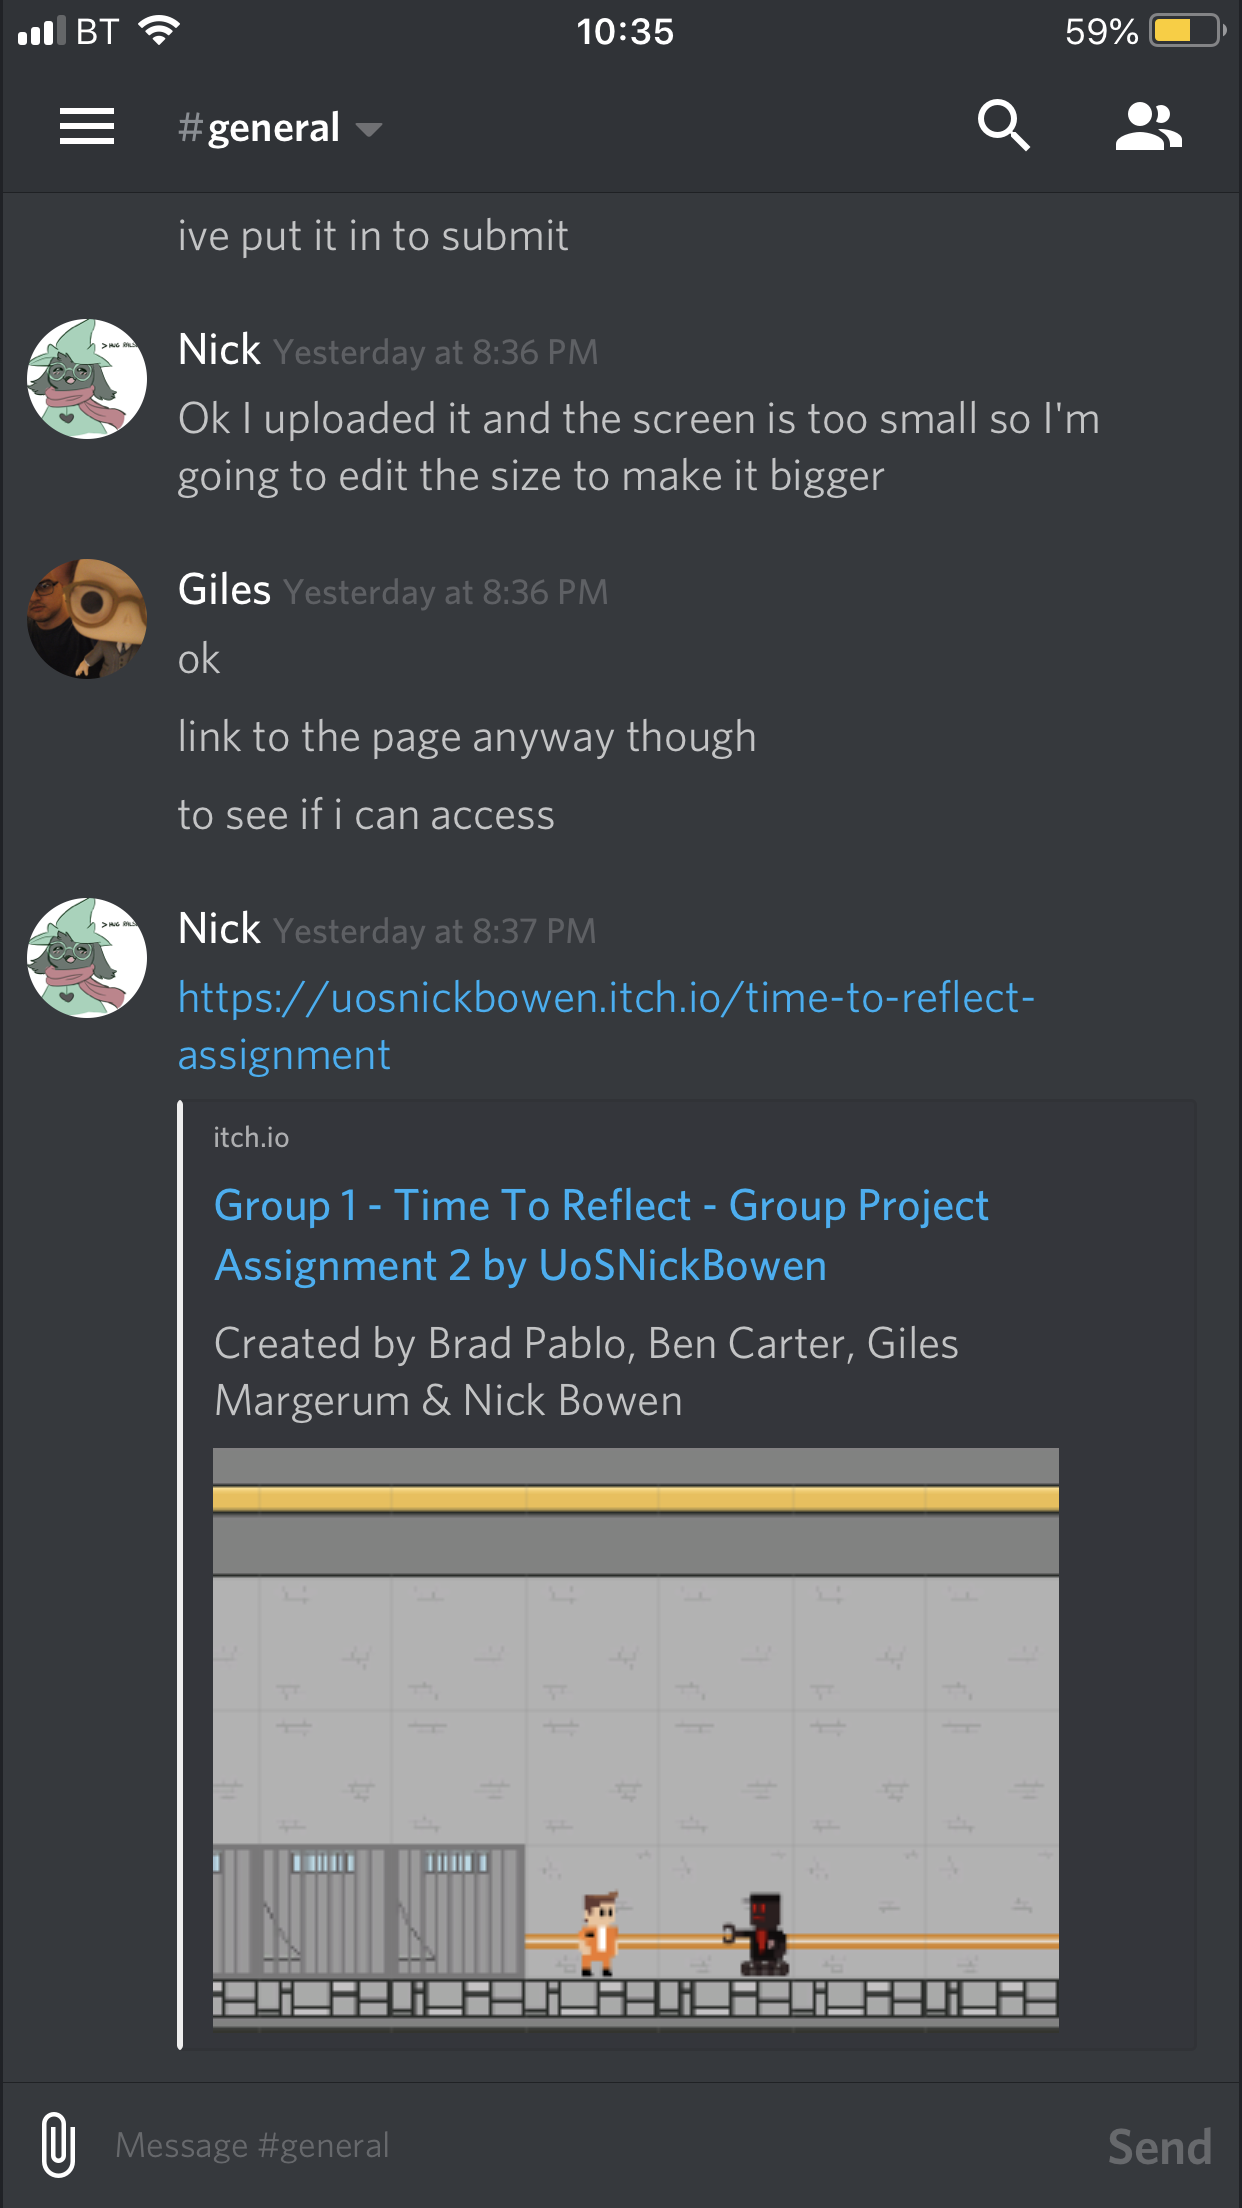 BT 10:35 59%
#general
ive put it in to submit
Nick Yesterday at 8:36 PM
Ok I uploaded it and the screen is too small so I'm
going to edit the size to make it bigger
Giles Yesterday at 8:36 PM
ok
link to the page anyway though
to see if i can access
Nick Yesterday at 8:37 PM
https://uosnickbowen.itch.io/time-to-reflect-
assignment
itch.io
Group 1 - Time To Reflect - Group Project
Assignment 2 by UoSNickBowen
Created by Brad Pablo, Ben Carter, Giles
Margerum & Nick Bowen
Message #general Send